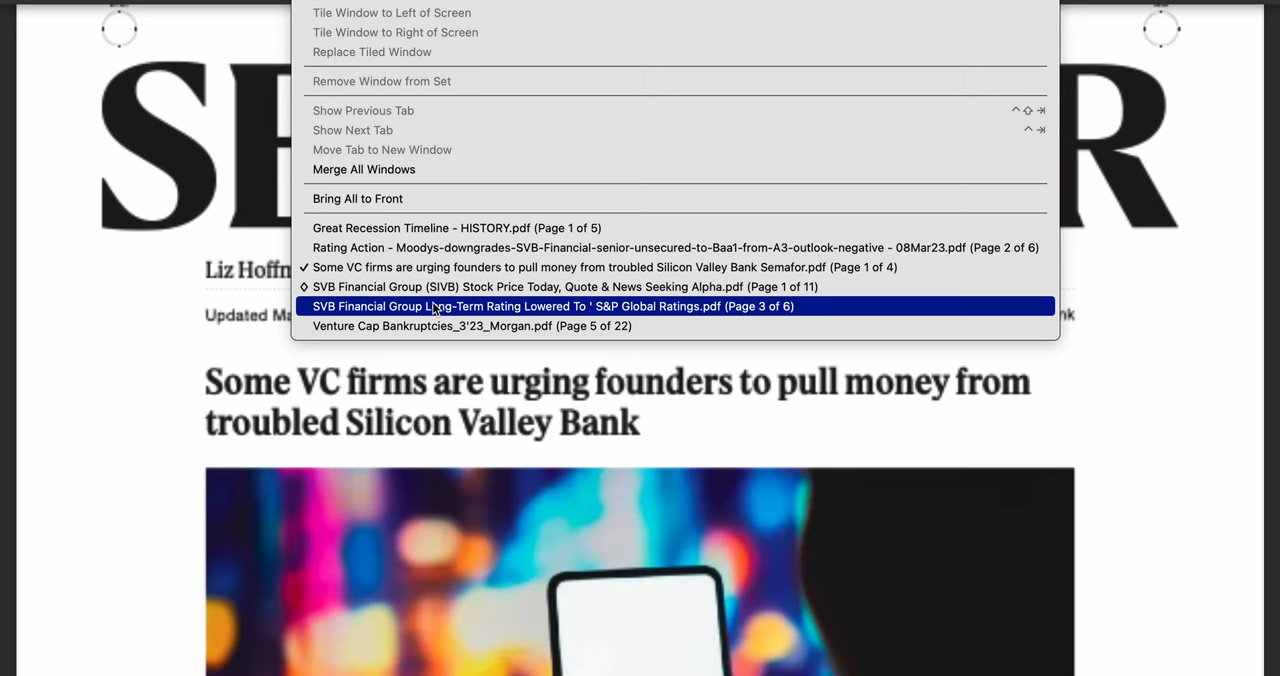 Tile Window to Left of Screen
Tile Window to Right of Screen
Replace Tiled Window
Remove Window from Set
Show Previous Tab
Show Next Tab
Move Tab to New Window
Merge All Windows
Bring All to Front
Great Recession Timeline - HISTORY.pdf (Page 1 of 5)
Rating Action - Moodys-downgrades-SVB-Financial-senior-unsecured-to-Baa1-from-A3-outlook-negative - 08Mar23.pdf (Page 2 of 6)
✓ Some VC firms are urging founders to pull money from troubled Silicon Valley Bank Semafor.pdf (Page 1 of 4)
◊ SVB Financial Group (SIVB) Stock Price Today, Quote & News Seeking Alpha.pdf (Page 1 of 11)
SVB Financial Group Long-Term Rating Lowered To ' S&P Global Ratings.pdf (Page 3 of 6)
Venture Cap Bankruptcies_3'23_Morgan.pdf (Page 5 of 22)
SE R
Liz Hoffm
Updated Ma nk
Some VC firms are urging founders to pull money from
troubled Silicon Valley Bank